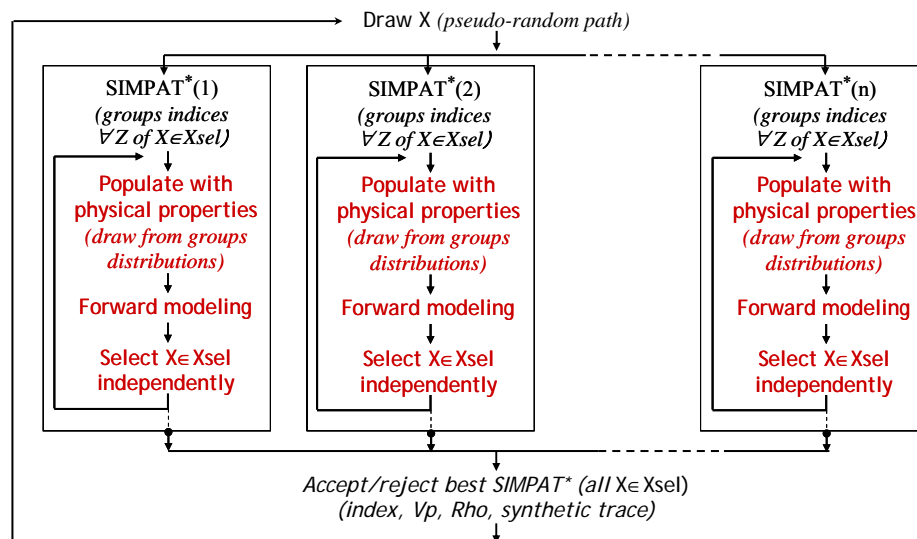 Draw X (pseudo-random path)
SIMPAT*(1)
(groups indices
∀Z of X∈Xsel)
Populate with
physical properties
(draw from groups
distributions)
Forward modeling
Select X∈Xsel
independently
SIMPAT*(2)
(groups indices
∀Z of X∈Xsel)
Populate with
physical properties
(draw from groups
distributions)
Forward modeling
Select X∈Xsel
independently
SIMPAT*(n)
(groups indices
∀Z of X∈Xsel)
Populate with
physical properties
(draw from groups
distributions)
Forward modeling
Select X∈Xsel
independently
Accept/reject best SIMPAT* (all X∈Xsel)
(index, Vp, Rho, synthetic trace)